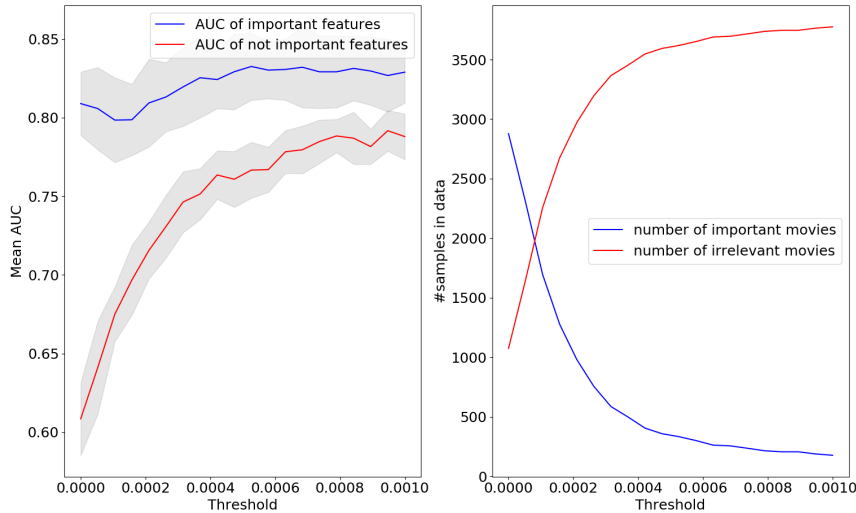 AUC of important features
AUC of not important features
Mean AUC
0.85
0.80
0.75
0.70
0.65
0.60
0.0000 0.0002 0.0004 0.0006 0.0008 0.0010
Threshold
number of important movies
number of irrelevant movies
#samples in data
3500
3000
2500
2000
1500
1000
500
0
0.0000 0.0002 0.0004 0.0006 0.0008 0.0010
Threshold